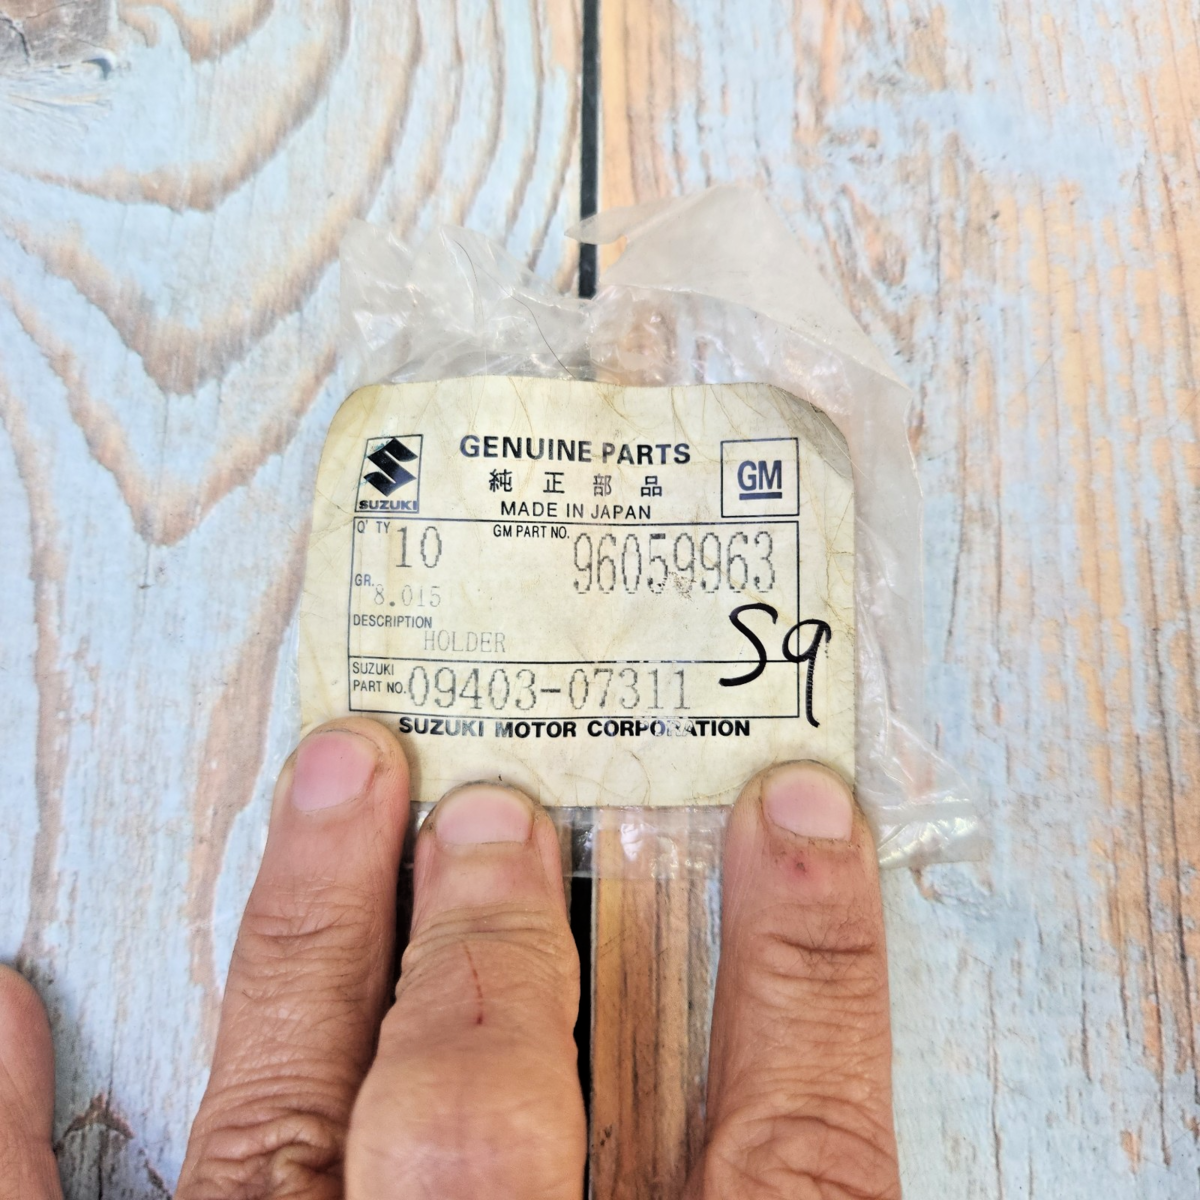 GENUINE PARTS
純正部品
MADE IN JAPAN
SUZUKI
GM
Q'TY 10
GM PART NO. 96059963
GR. 8.015
DESCRIPTION
HOLDER
S9
SUZUKI
PART NO. 09403-07311
SUZUKI MOTOR CORPORATION